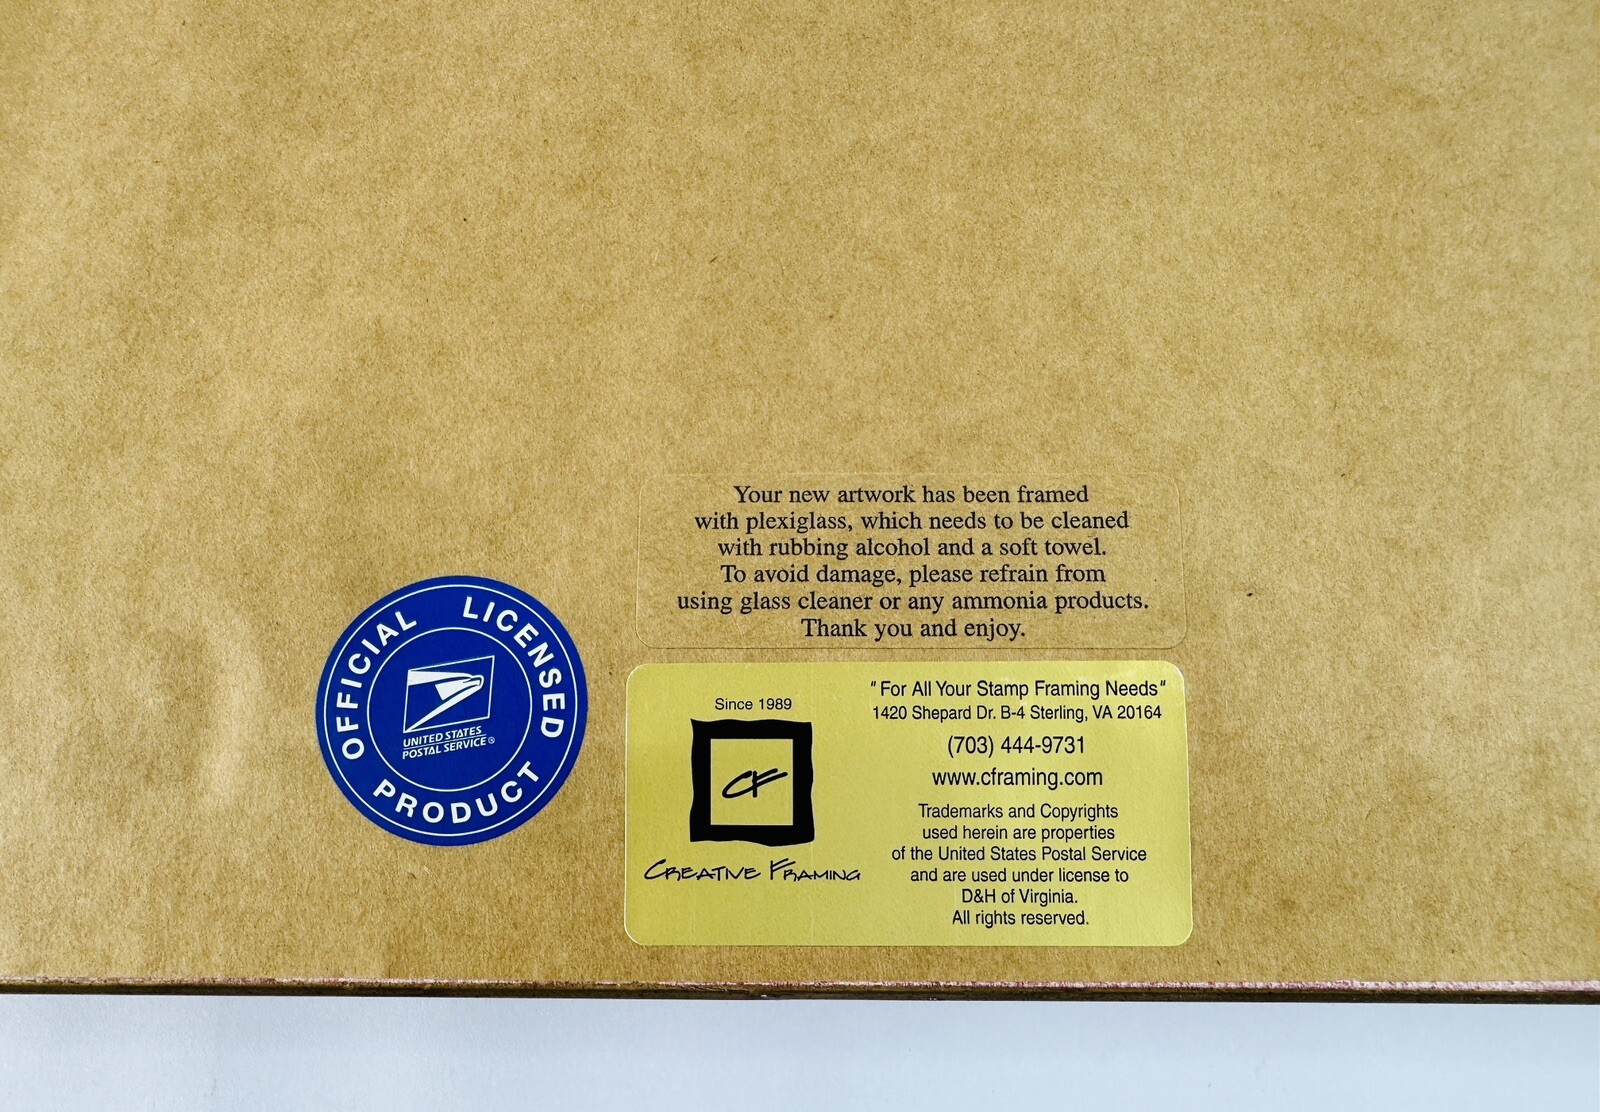 Your new artwork has been framed
with plexiglass, which needs to be cleaned
with rubbing alcohol and a soft towel.
To avoid damage, please refrain from
using glass cleaner or any ammonia products.
Thank you and enjoy.
OFFICIAL LICENSED
PRODUCT
UNITED STATES
POSTAL SERVICE®
Since 1989
CF
CREATIVE FRAMING
"For All Your Stamp Framing Needs"
1420 Shepard Dr. B-4 Sterling, VA 20164
(703) 444-9731
www.cframing.com
Trademarks and Copyrights
used herein are properties
of the United States Postal Service
and are used under license to
D&H of Virginia.
All rights reserved.